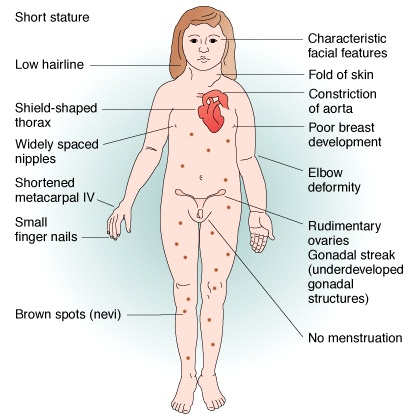 Short stature
Low hairline
Shield-shaped
thorax
Widely spaced
nipples
Shortened
metacarpal IV
Small
finger nails
Brown spots (nevi)
Characteristic
facial features
Fold of skin
Constriction
of aorta
Poor breast
development
Elbow
deformity
Rudimentary
ovaries
Gonadal streak
(underdeveloped
gonadal
structures)
No menstruation